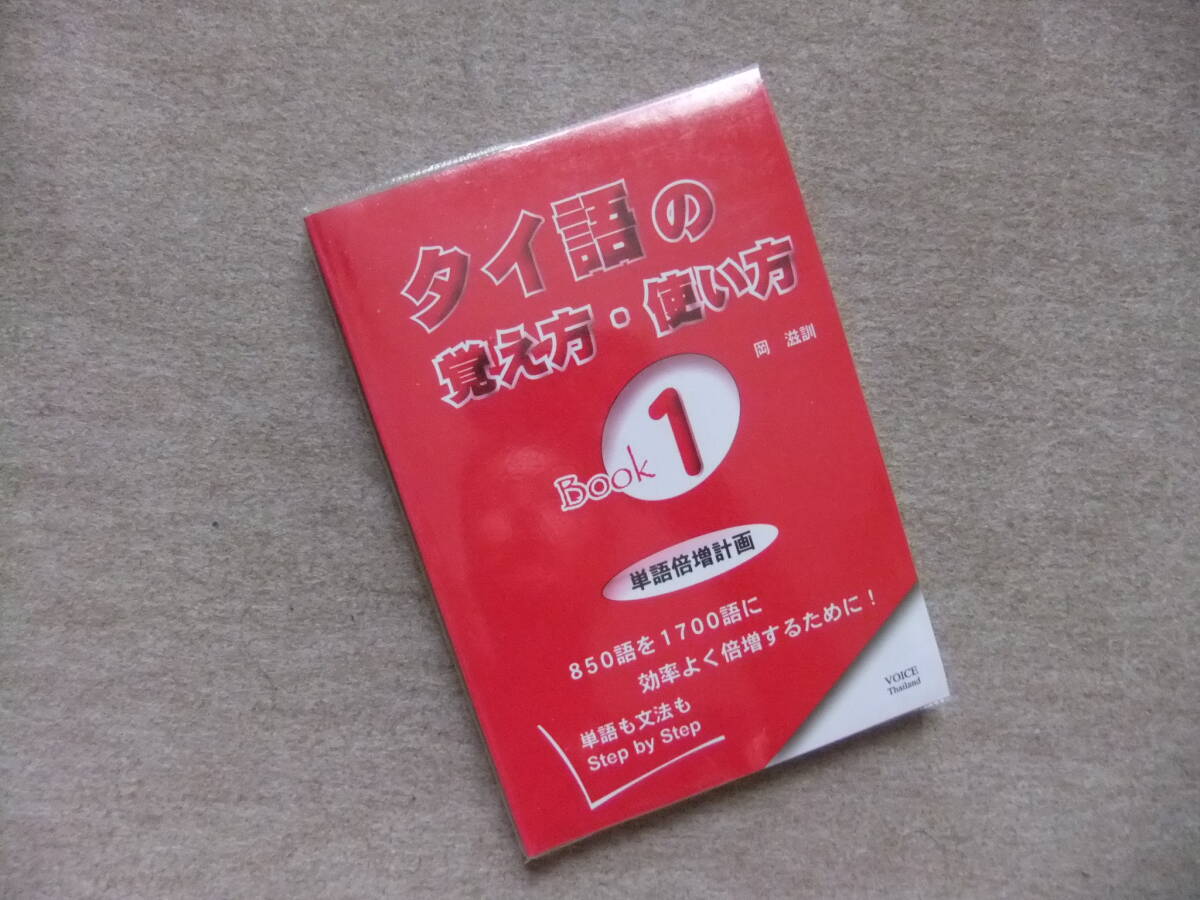 タイ語の
覚え方・使い方
岡 滋訓
Book 1
単語倍増計画
850語を1700語に
効率よく倍増するために!
単語も文法も
Step by Step
VOICE
Thailand